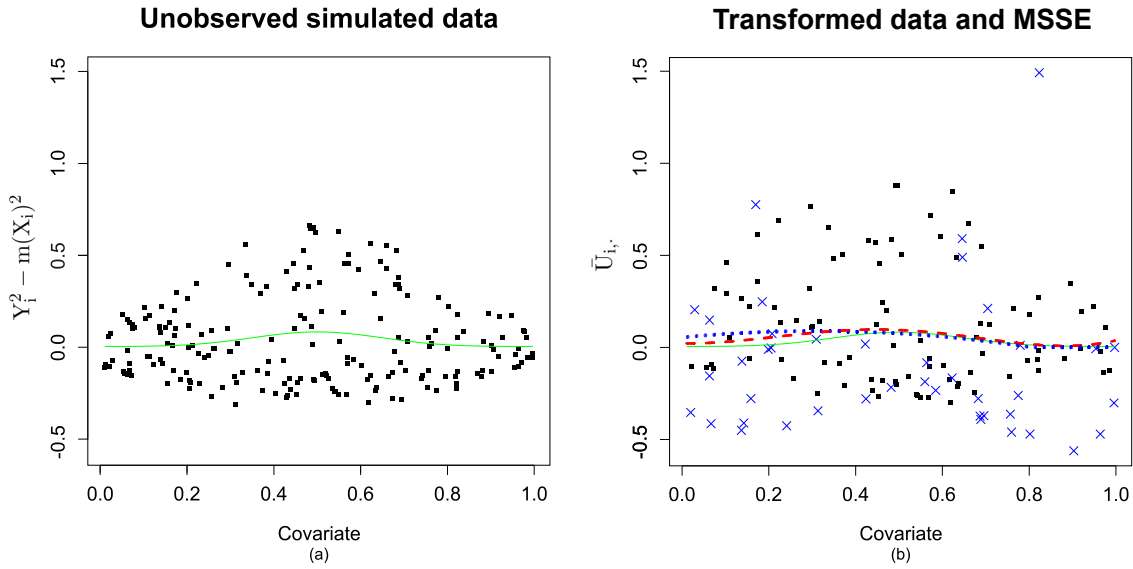 Unobserved simulated data
Y_i^2 − m(X_i)^2
1.5
1.0
0.5
0.0
-0.5
0.0 0.2 0.4 0.6 0.8 1.0
Covariate
(a)
Transformed data and MSSE
Ū_{i,·}
1.5
1.0
0.5
0.0
-0.5
0.0 0.2 0.4 0.6 0.8 1.0
Covariate
(b)